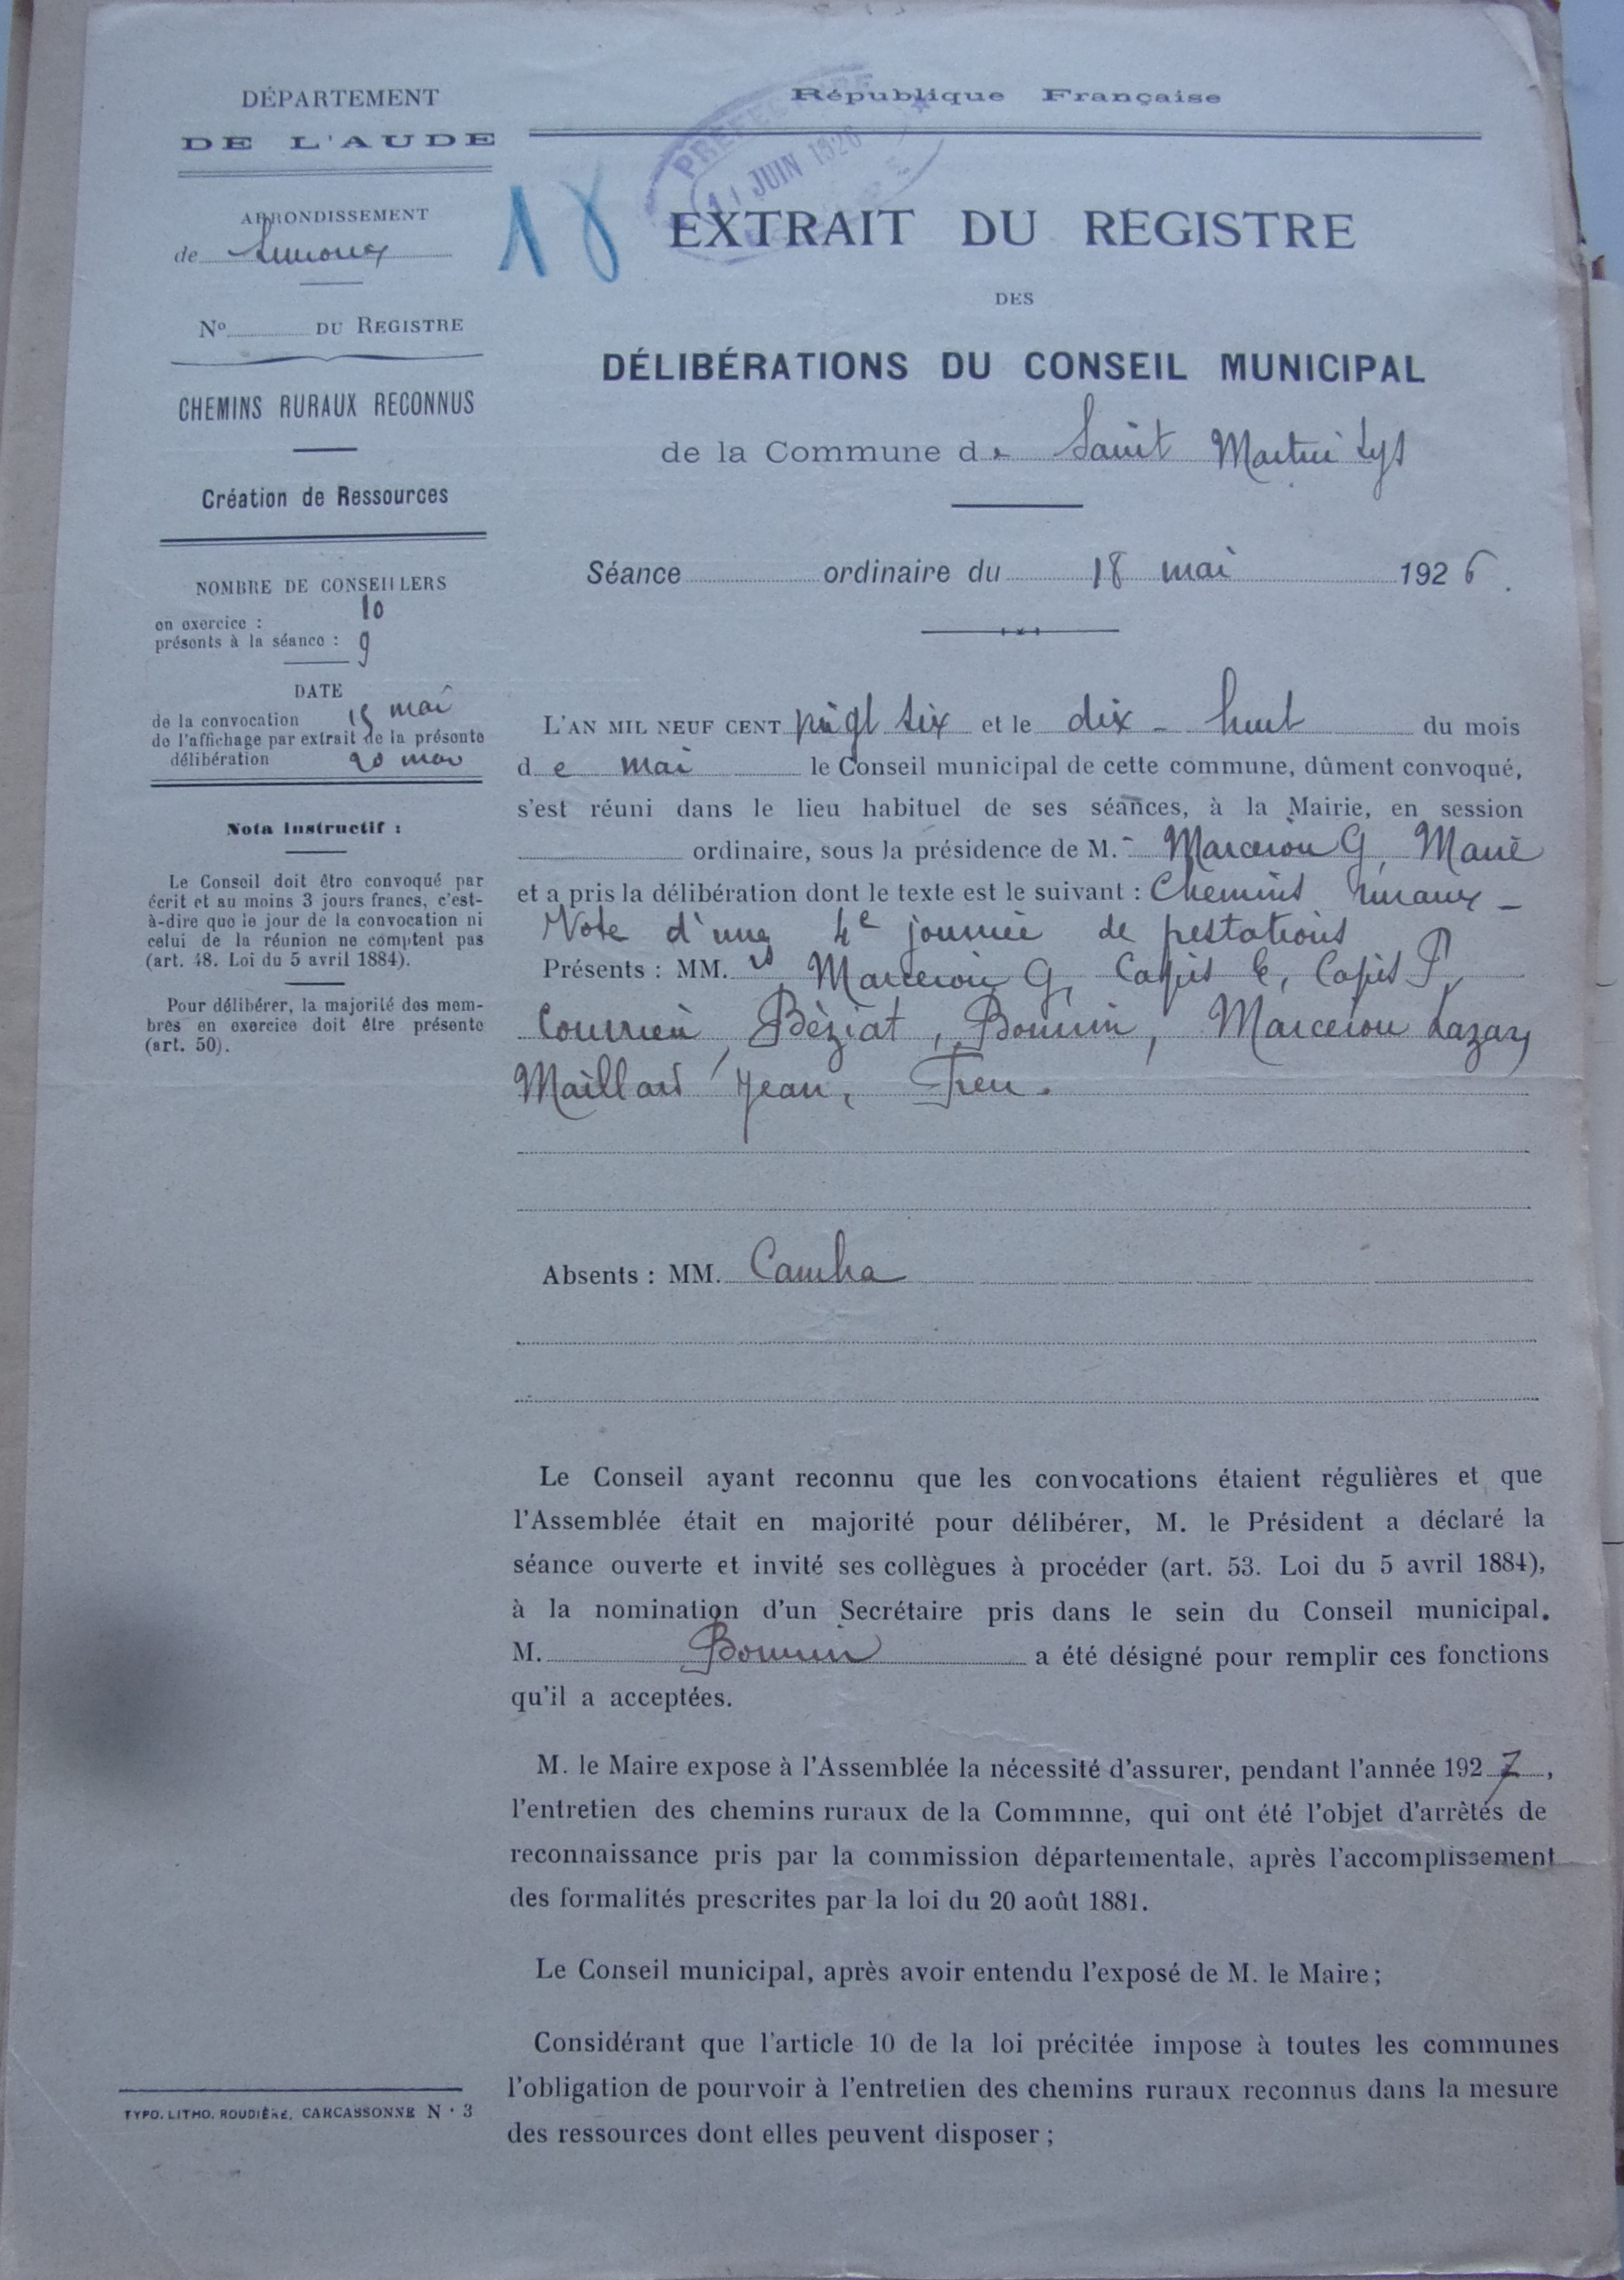 DÉPARTEMENT
DE L'AUDE
ARRONDISSEMENT
de Limoux
No DU REGISTRE
CHEMINS RURAUX RECONNUS
Création de Ressources
NOMBRE DE CONSEILLERS
en exercice : 10
présents à la séance : 9
DATE
de la convocation 15 mai
de l'affichage par extrait de la présente
délibération 20 mai
Nota instructif :
Le Conseil doit être convoqué par
écrit et au moins 3 jours francs, c'est-
à-dire que le jour de la convocation ni
celui de la réunion ne comptent pas
(art. 48. Loi du 5 avril 1884).
Pour délibérer, la majorité des mem-
bres en exercice doit être présente
(art. 50).
TYPO. LITHO. ROUDIÈRE, CARCASSONNE N · 3
République Française
PREFECTURE
11 JUIN 1926
18
EXTRAIT DU REGISTRE
DES
DÉLIBÉRATIONS DU CONSEIL MUNICIPAL
de la Commune de Saint Martin Lys
Séance ordinaire du 18 mai 1926.
L'AN MIL NEUF CENT vingt six et le dix-huit du mois
de mai le Conseil municipal de cette commune, dûment convoqué,
s'est réuni dans le lieu habituel de ses séances, à la Mairie, en session
ordinaire, sous la présidence de M. Marcerou G, Maire
et a pris la délibération dont le texte est le suivant : Chemins ruraux -
Vote d'une 4e journée de prestations
Présents : MM. rs Marcerou G, Capis C, Capis P,
Courrieu, Béziat, Bonnin, Marcerou Lazare,
Maillard Jean, Treu.
Absents : MM.
Le Conseil ayant reconnu que les convocations étaient régulières et que
l'Assemblée était en majorité pour délibérer, M. le Président a déclaré la
séance ouverte et invité ses collègues à procéder (art. 53. Loi du 5 avril 1884),
à la nomination d'un Secrétaire pris dans le sein du Conseil municipal.
M. Bonnin a été désigné pour remplir ces fonctions
qu'il a acceptées.
M. le Maire expose à l'Assemblée la nécessité d'assurer, pendant l'année 1927,
l'entretien des chemins ruraux de la Commnne, qui ont été l'objet d'arrêtés de
reconnaissance pris par la commission départementale, après l'accomplissement
des formalités prescrites par la loi du 20 août 1881.
Le Conseil municipal, après avoir entendu l'exposé de M. le Maire;
Considérant que l'article 10 de la loi précitée impose à toutes les communes
l'obligation de pourvoir à l'entretien des chemins ruraux reconnus dans la mesure
des ressources dont elles peuvent disposer ;